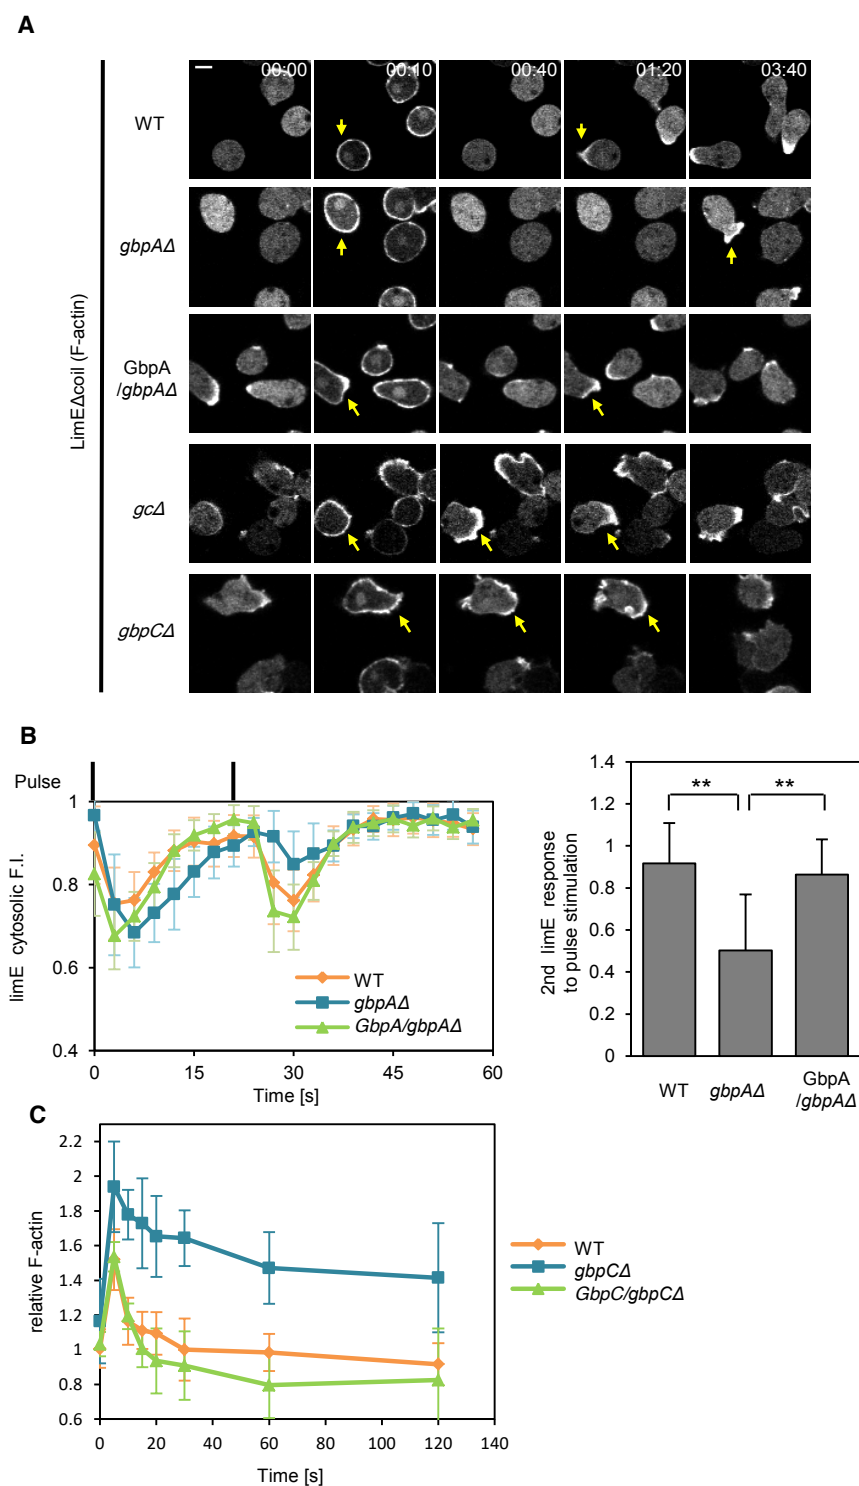 A
00:00 00:10 00:40 01:20 03:40
WT
gbpAΔ
GbpA
/gbpAΔ
gcΔ
gbpCΔ
LimEΔcoil (F-actin)
B
Pulse
1
0.8
0.6
0.4
limE cytosolic F.I.
WT
gbpAΔ
GbpA/gbpAΔ
0 15 30 45 60
Time [s]
1.4
1.2
1
0.8
0.6
0.4
0.2
0
2nd limE response
to pulse stimulation
** **
WT gbpAΔ GbpA
/gbpAΔ
C
2.2
2
1.8
1.6
1.4
1.2
1
0.8
0.6
relative F-actin
WT
gbpCΔ
GbpC/gbpCΔ
0 20 40 60 80 100 120 140
Time [s]